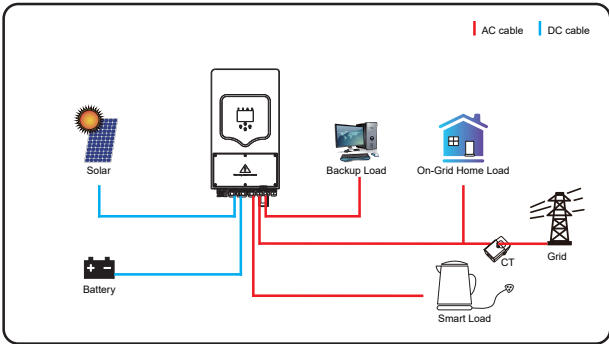 AC cable
DC cable
Solar
Backup Load
On-Grid Home Load
Battery
CT
Grid
Smart Load